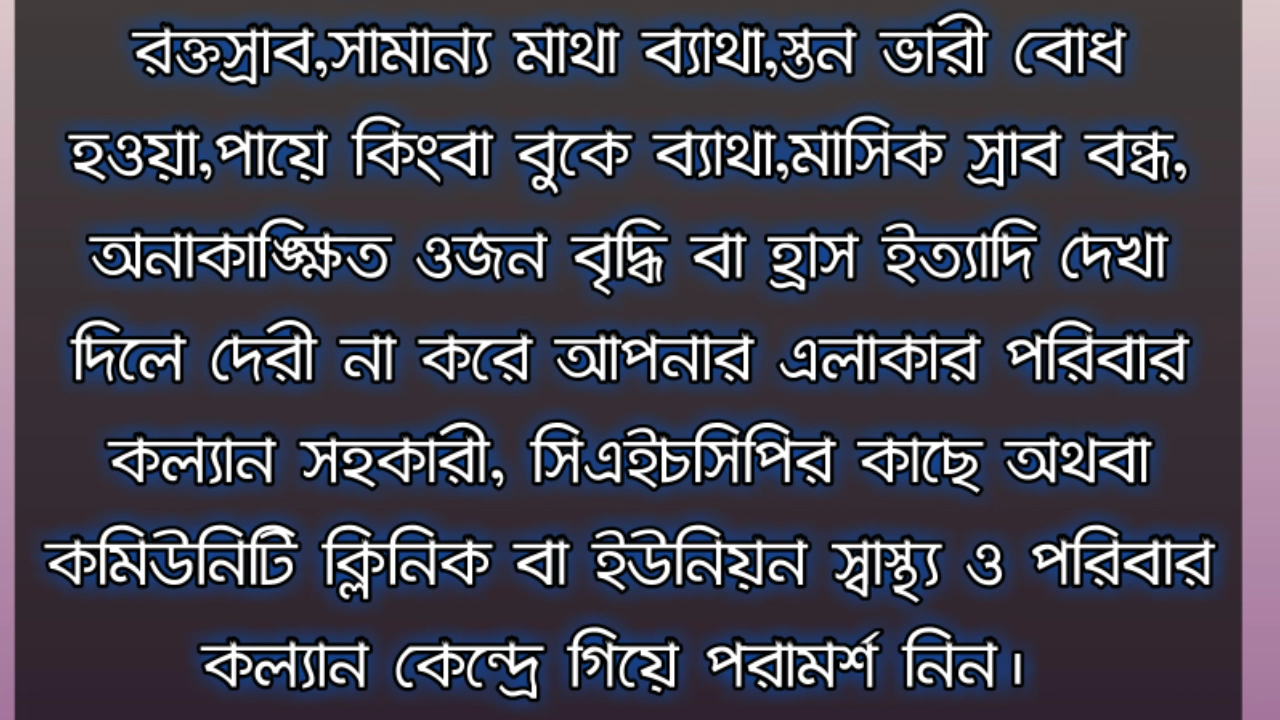 রক্তস্রাব,সামান্য মাথা ব্যাথা,স্তন ভারী বোধ
হওয়া,পায়ে কিংবা বুকে ব্যাথা,মাসিক স্রাব বন্ধ,
অনাকাঙ্ক্ষিত ওজন বৃদ্ধি বা হ্রাস ইত্যাদি দেখা
দিলে দেরী না করে আপনার এলাকার পরিবার
কল্যান সহকারী, সিএইচসিপির কাছে অথবা
কমিউনিটি ক্লিনিক বা ইউনিয়ন স্বাস্থ্য ও পরিবার
কল্যান কেন্দ্রে গিয়ে পরামর্শ নিন।